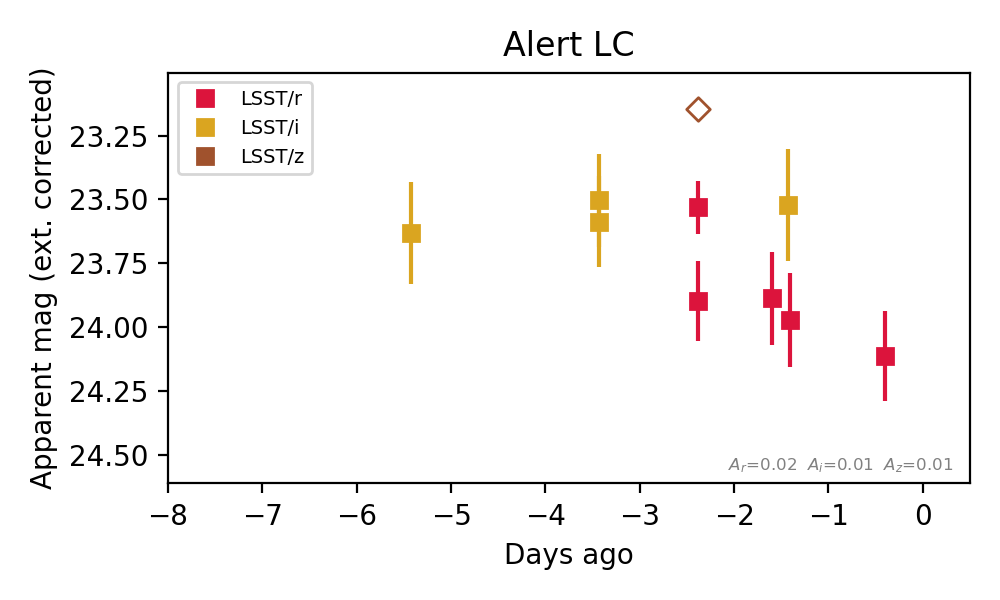 Alert LC
Apparent mag (ext. corrected)
LSST/r
LSST/i
LSST/z
23.25
23.50
23.75
24.00
24.25
24.50
A_r=0.02 A_i=0.01 A_z=0.01
−8 −7 −6 −5 −4 −3 −2 −1 0
Days ago